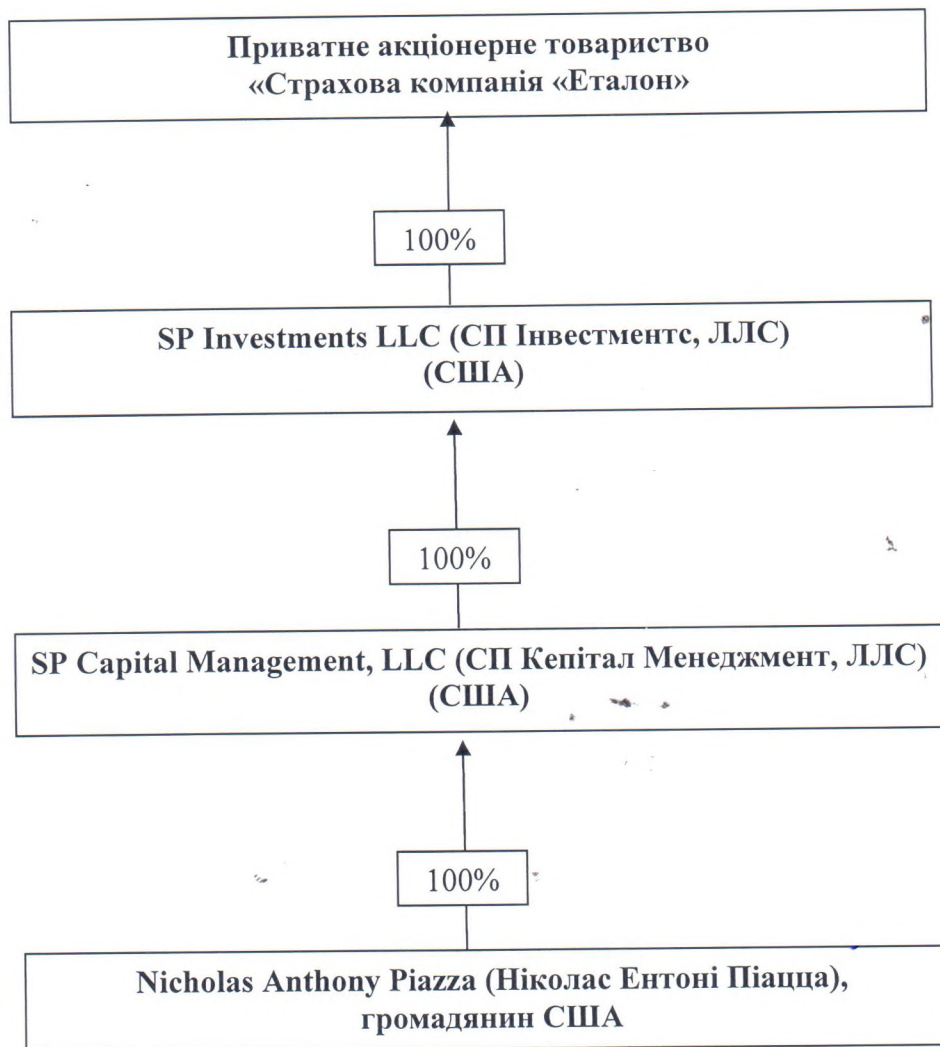 Приватне акціонерне товариство
«Страхова компанія «Еталон»
100%
SP Investments LLC (СП Інвестментс, ЛЛС)
(США)
100%
SP Capital Management, LLC (СП Кепітал Менеджмент, ЛЛС)
(США)
100%
Nicholas Anthony Piazza (Ніколас Ентоні Піацца),
громадянин США